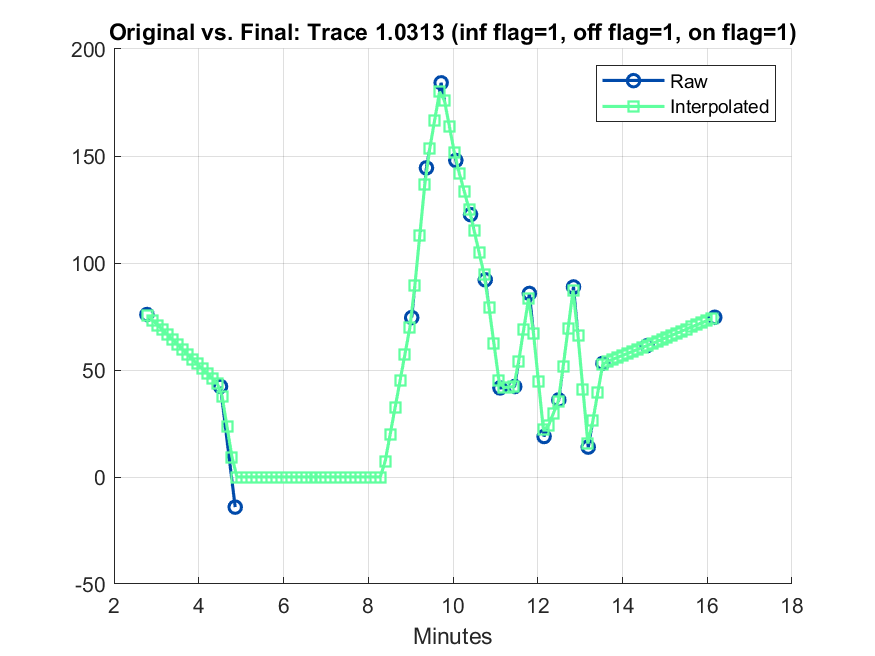 Original vs. Final: Trace 1.0313 (inf flag=1, off flag=1, on flag=1)
200
Raw
Interpolated
150
100
50
0
-50
2 4 6 8 10 12 14 16 18
Minutes